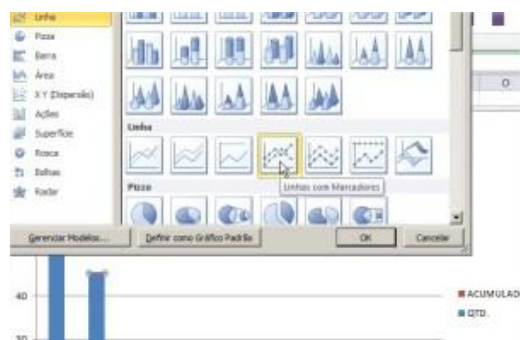 Linha
Pizza
Barra
Área
X Y (Dispersão)
Ações
Superfície
Rosca
Bolhas
Radar
Linha
Linhas com Marcadores
Pizza
Gerenciar Modelos...
Definir como Gráfico Padrão
OK
Cancelar
O
40
30
ACUMULAD
QTD.